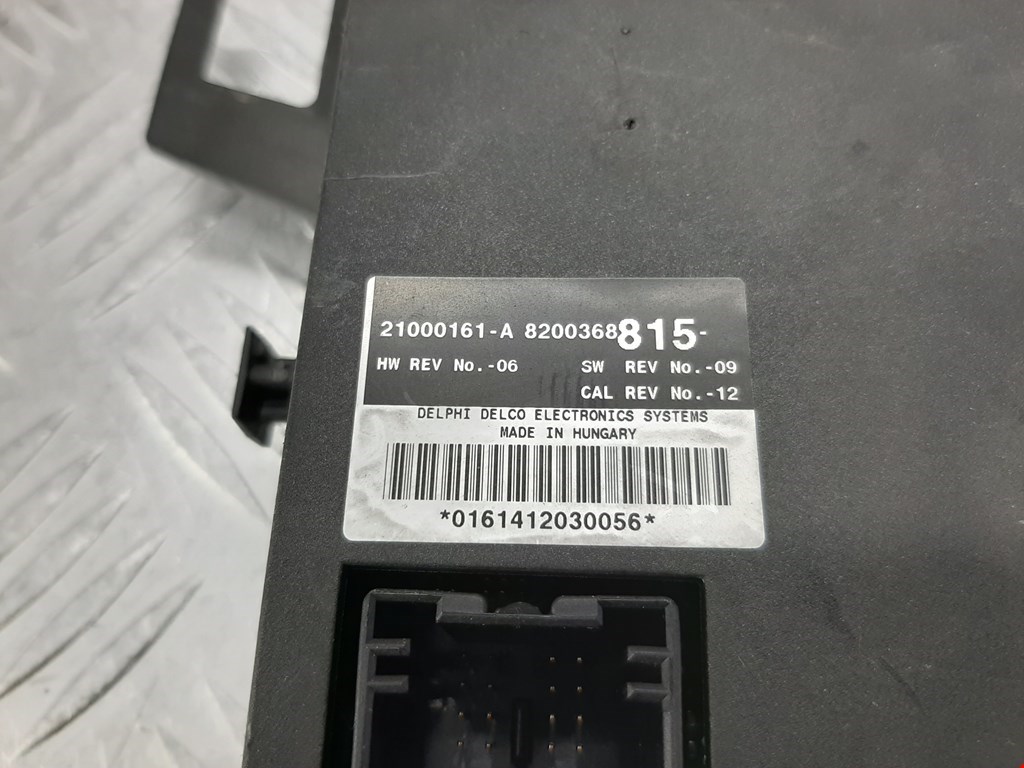 21000161-A 8200368815-
HW REV No.-06 SW REV No.-09
CAL REV No.-12
DELPHI DELCO ELECTRONICS SYSTEMS
MADE IN HUNGARY
*0161412030056*